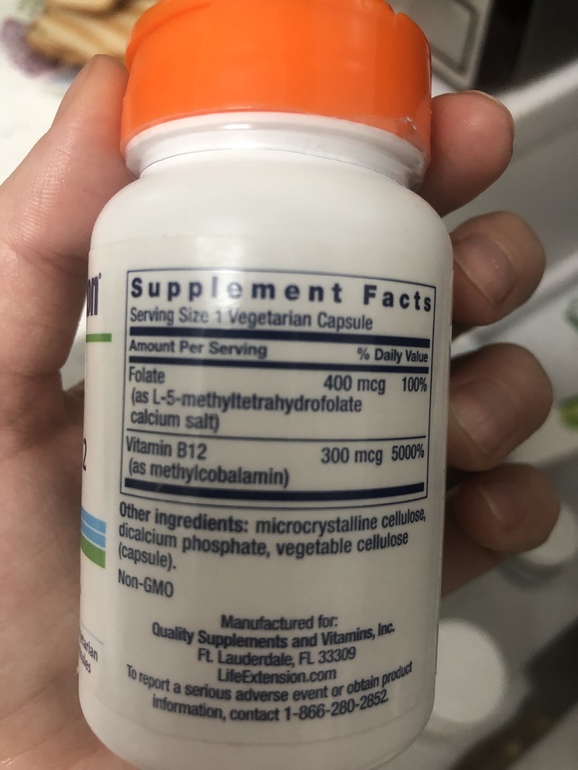 Supplement Facts
Serving Size 1 Vegetarian Capsule
Amount Per Serving % Daily Value
Folate 400 mcg 100%
(as L-5-methyltetrahydrofolate
calcium salt)
Vitamin B12 300 mcg 5000%
(as methylcobalamin)
Other ingredients: microcrystalline cellulose,
dicalcium phosphate, vegetable cellulose
(capsule).
Non-GMO
Manufactured for:
Quality Supplements and Vitamins, Inc.
Ft. Lauderdale, FL 33309
LifeExtension.com
To report a serious adverse event or obtain product
information, contact 1-866-280-2852.